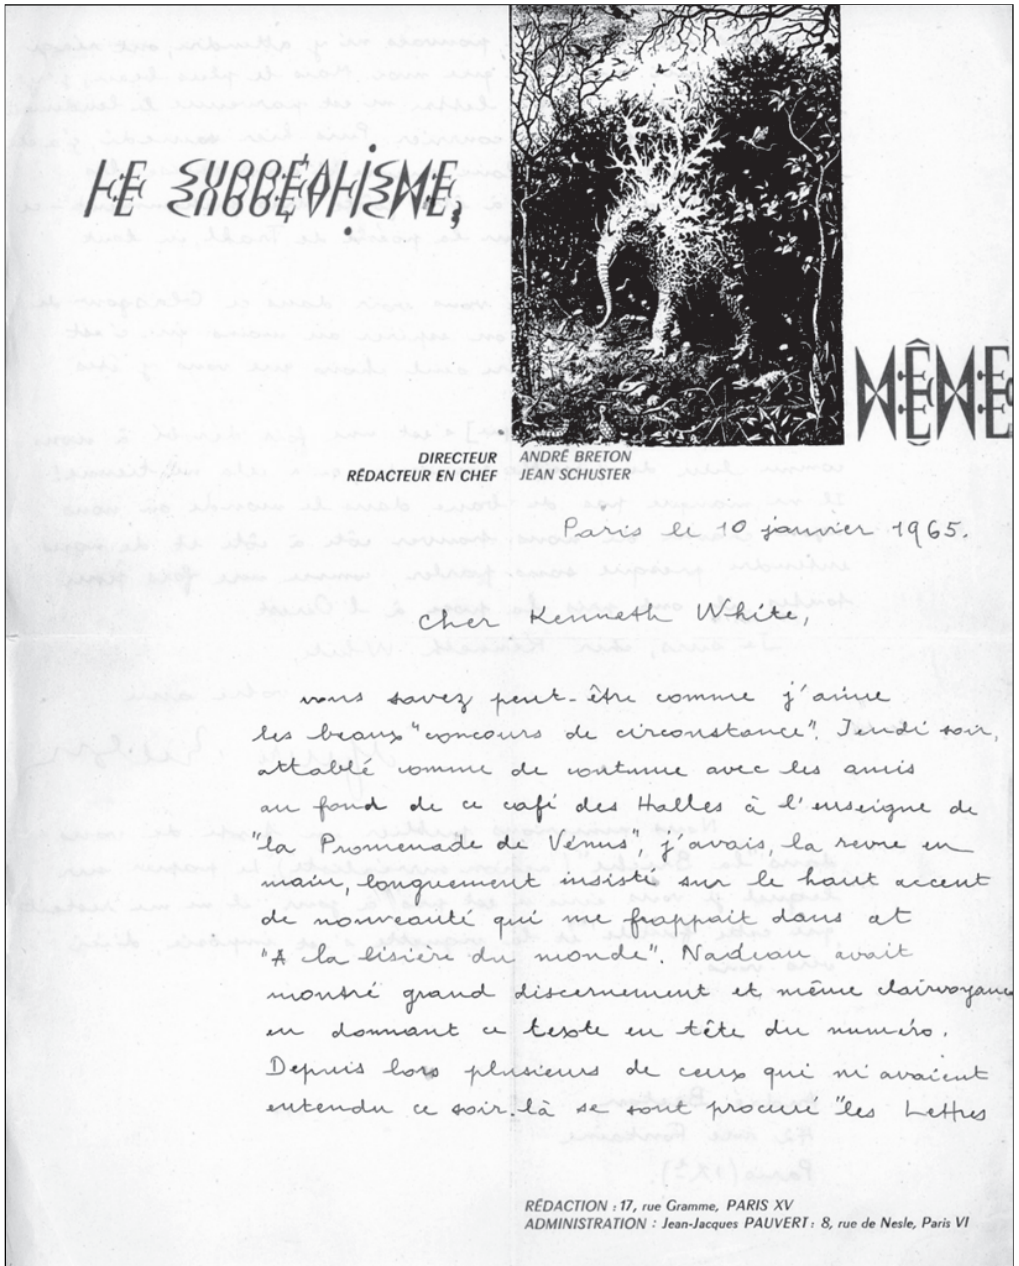 LE SURRÉALISME,
MÊME
DIRECTEUR ANDRÉ BRETON
RÉDACTEUR EN CHEF JEAN SCHUSTER
Paris le 10 janvier 1965.
Cher Kenneth White,
vous savez peut-être comme j'aime
les beaux "concours de circonstance". Jeudi soir,
attablé comme de coutume avec les amis
au fond de ce café des Halles à l'enseigne de
"la Promenade de Vénus", j'avais, la revue en
main, longuement insisté sur le haut accent
de nouveauté qui me frappait dans et
"A la lisière du monde". Nadeau avait
montré grand discernement et même clairvoyance
en donnant ce texte en tête du numéro.
Depuis lors plusieurs de ceux qui m'avaient
entendu ce soir-là se sont procuré "les Lettres
RÉDACTION : 17, rue Gramme, PARIS XV
ADMINISTRATION : Jean-Jacques PAUVERT : 8, rue de Nesle, Paris VI